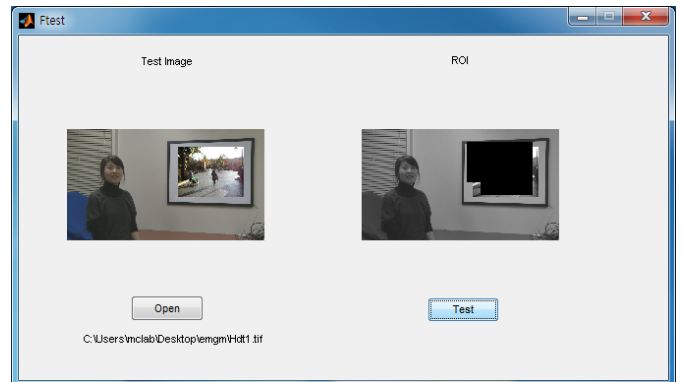 Ftest
Test Image
ROI
Open
Test
C:\Users\mclab\Desktop\emgm\Hdt1.tif